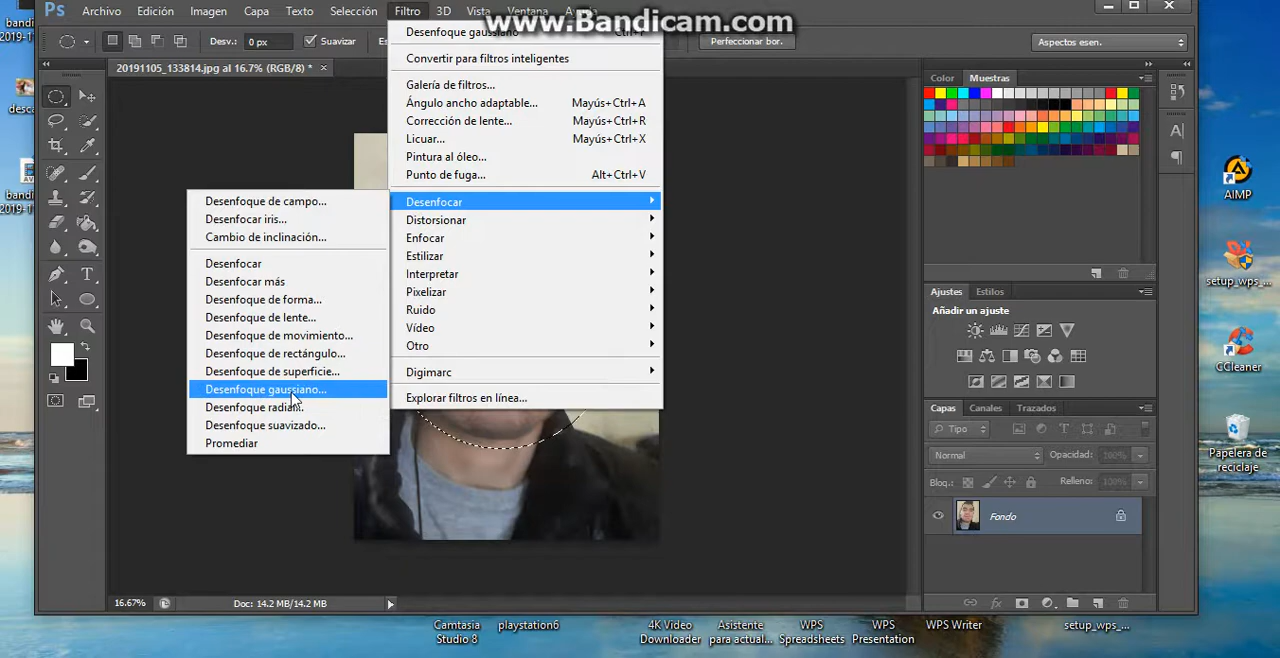 www.Bandicam.com
Ps
Archivo
Edición
Imagen
Capa
Texto
Selección
Filtro
3D
Vista
Ventana
Desv.: 0 px
Suavizar
Perfeccionar bor.
Aspectos esen.
20191105_133814.jpg al 16.7% (RGB/8) *
Desenfoque gaussiano
Ctrl+F
Convertir para filtros inteligentes
Galería de filtros...
Ángulo ancho adaptable... Mayús+Ctrl+A
Corrección de lente... Mayús+Ctrl+R
Licuar... Mayús+Ctrl+X
Pintura al óleo...
Punto de fuga... Alt+Ctrl+V
Desenfocar
Distorsionar
Enfocar
Estilizar
Interpretar
Pixelizar
Ruido
Vídeo
Otro
Digimarc
Explorar filtros en línea...
Desenfoque de campo...
Desenfocar iris...
Cambio de inclinación...
Desenfocar
Desenfocar más
Desenfoque de forma...
Desenfoque de lente...
Desenfoque de movimiento...
Desenfoque de rectángulo...
Desenfoque de superficie...
Desenfoque gaussiano...
Desenfoque radial...
Desenfoque suavizado...
Promediar
Color
Muestras
Ajustes
Estilos
Añadir un ajuste
Capas
Canales
Trazados
Tipo
Normal
Opacidad: 100%
Bloq.:
Relleno: 100%
Fondo
16.67%
Doc: 14.2 MB/14.2 MB
AIMP
setup_wps_...
CCleaner
Papelera de
reciclaje
Camtasia
Studio 8
playstation6
4K Video
Downloader
Asistente
para actual...
WPS
Spreadsheets
WPS
Presentation
WPS Writer
setup_wps_...